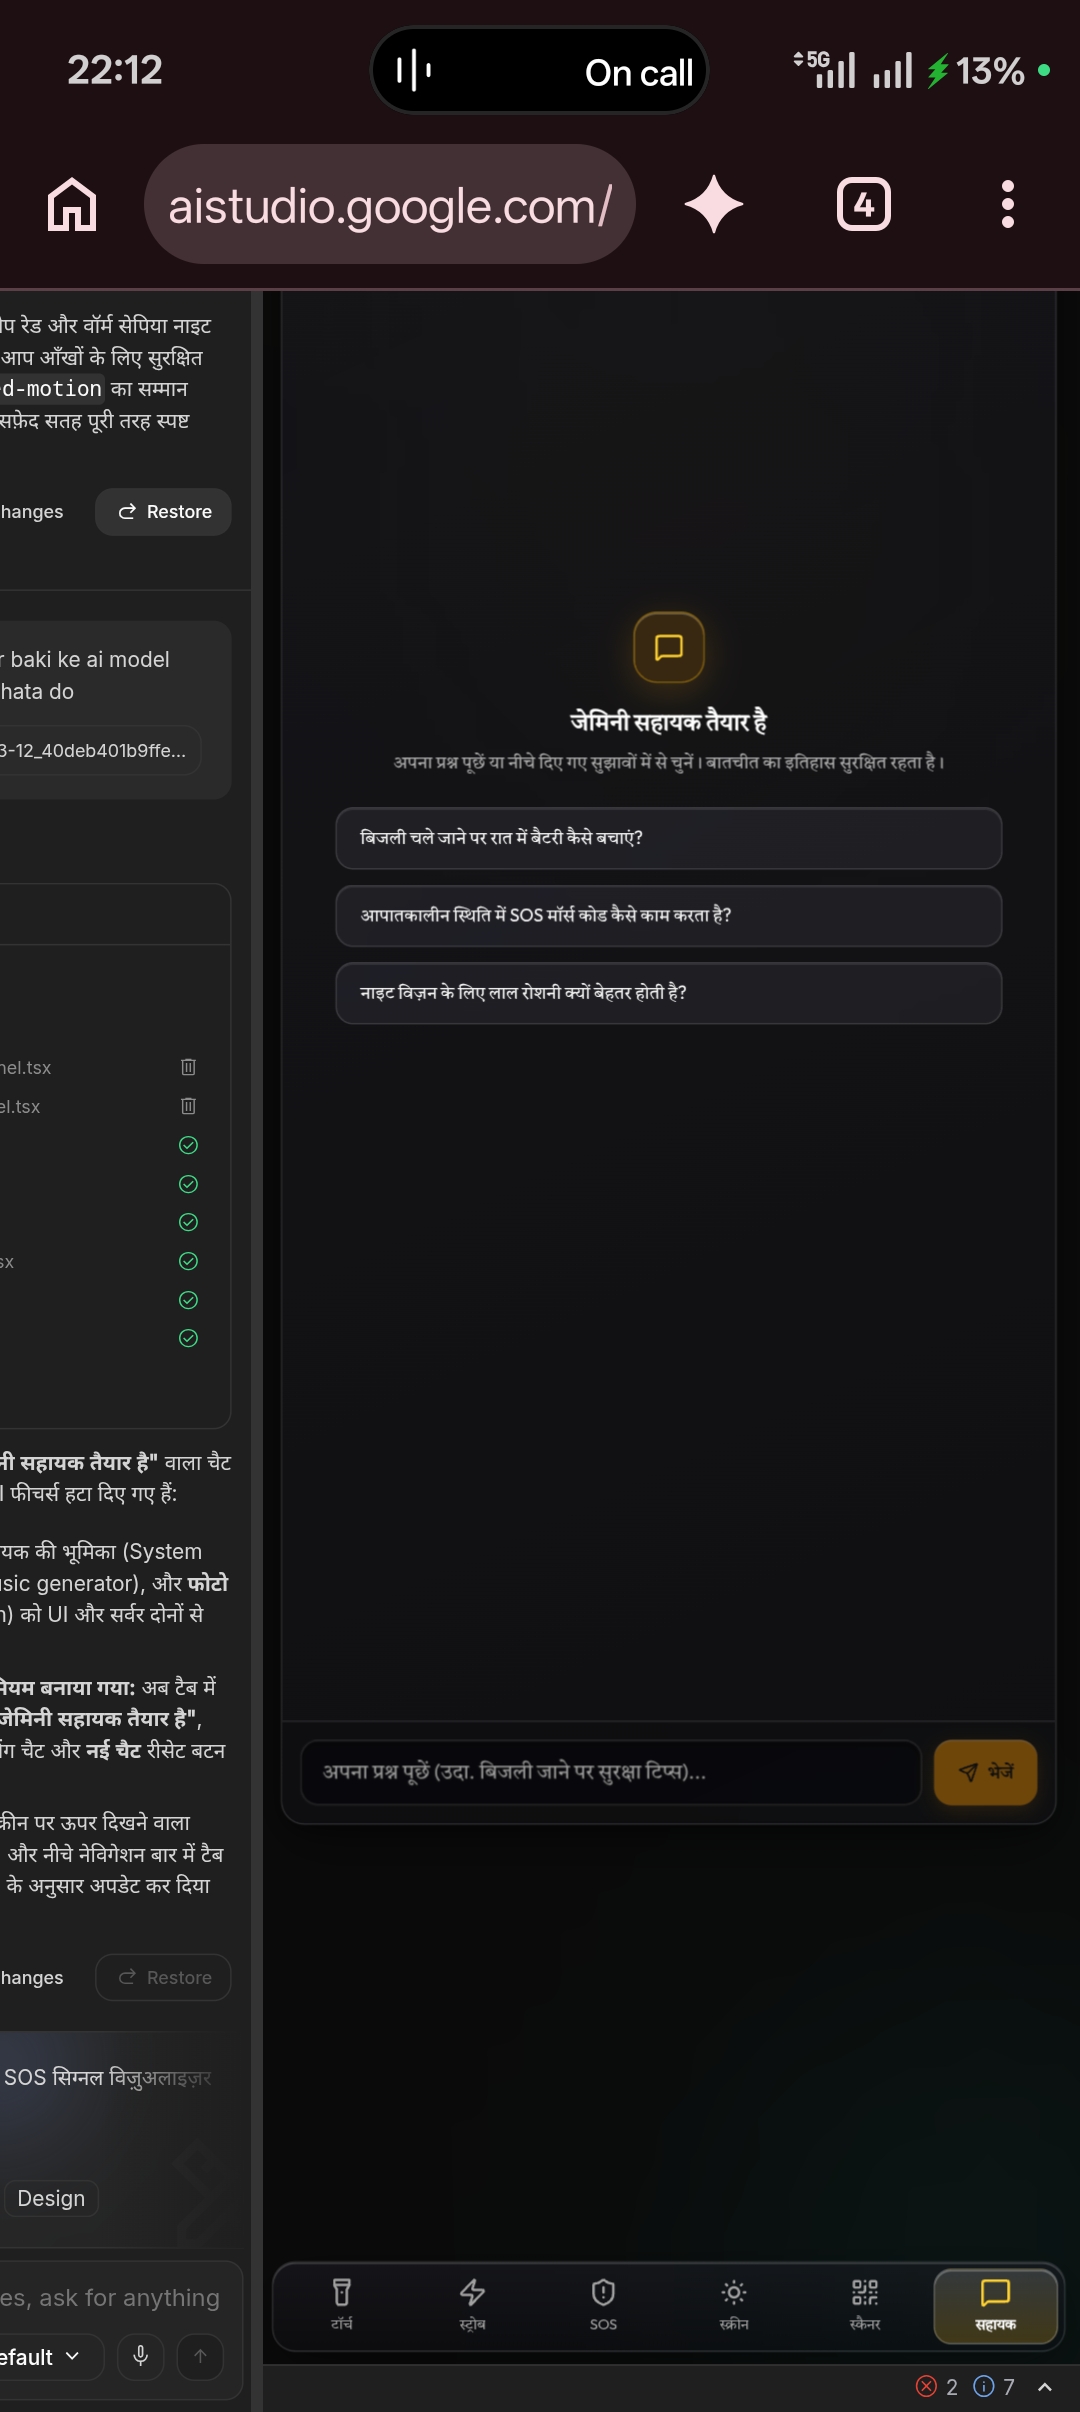 22:12
On call
5G
13%
aistudio.google.com/
4
रेड और वॉर्म सेपिया नाइट
आप आँखों के लिए सुरक्षित
d-motion का सम्मान
सफ़ेद सतह पूरी तरह स्पष्ट
hanges
Restore
baki ke ai model
hata do
3-12_40deb401b9ffe...
nel.tsx
el.tsx
sx
नी सहायक तैयार है" वाला चैट
फीचर्स हटा दिए गए हैं:
यक की भूमिका (System
usic generator), और फोटो
n) को UI और सर्वर दोनों से
मियम बनाया गया: अब टैब में
जेमिनी सहायक तैयार है",
ंग चैट और नई चैट रीसेट बटन
क्रीन पर ऊपर दिखने वाला
और नीचे नेविगेशन बार में टैब
के अनुसार अपडेट कर दिया
hanges
Restore
SOS सिग्नल विज़ुअलाइज़र
Design
es, ask for anything
efault
जेमिनी सहायक तैयार है
अपना प्रश्न पूछें या नीचे दिए गए सुझावों में से चुनें। बातचीत का इतिहास सुरक्षित रहता है।
बिजली चले जाने पर रात में बैटरी कैसे बचाएं?
आपातकालीन स्थिति में SOS मॉर्स कोड कैसे काम करता है?
नाइट विज़न के लिए लाल रोशनी क्यों बेहतर होती है?
अपना प्रश्न पूछें (उदा. बिजली जाने पर सुरक्षा टिप्स)...
भेजें
टॉर्च
स्ट्रोब
SOS
स्क्रीन
स्कैनर
सहायक
2
7